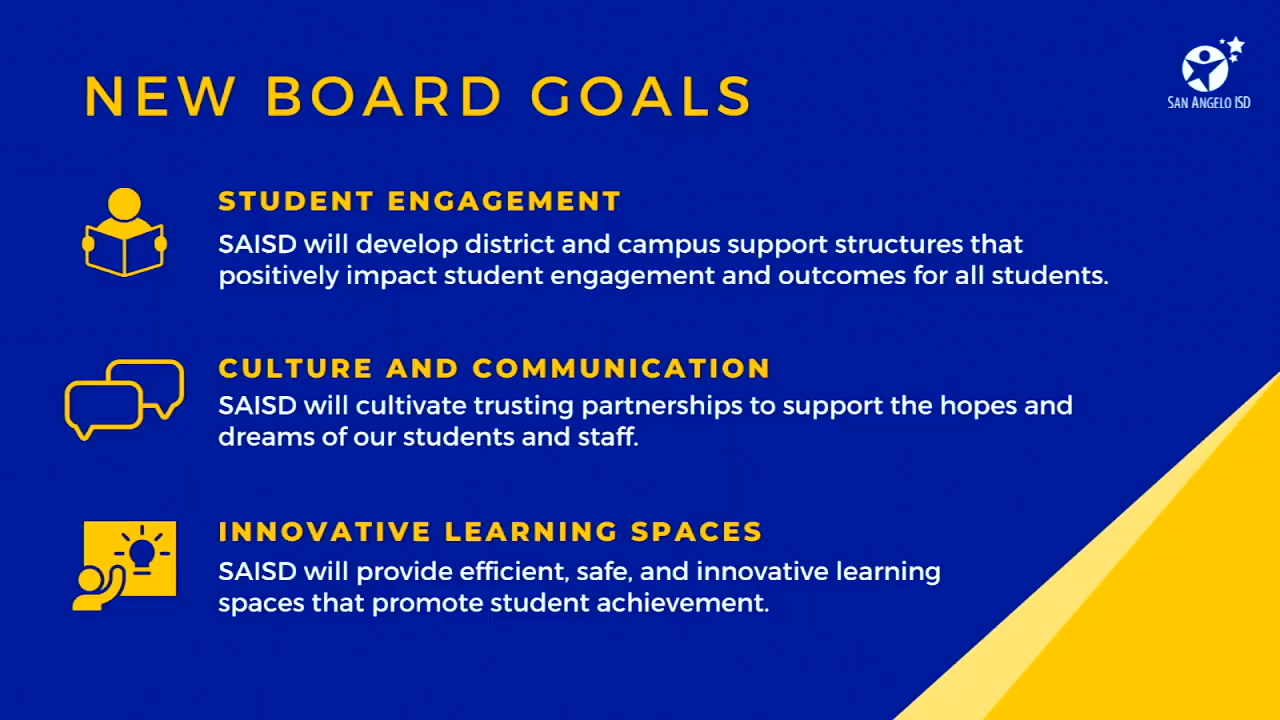 NEW BOARD GOALS
SAN ANGELO ISD
STUDENT ENGAGEMENT
SAISD will develop district and campus support structures that
positively impact student engagement and outcomes for all students.
CULTURE AND COMMUNICATION
SAISD will cultivate trusting partnerships to support the hopes and
dreams of our students and staff.
INNOVATIVE LEARNING SPACES
SAISD will provide efficient, safe, and innovative learning
spaces that promote student achievement.